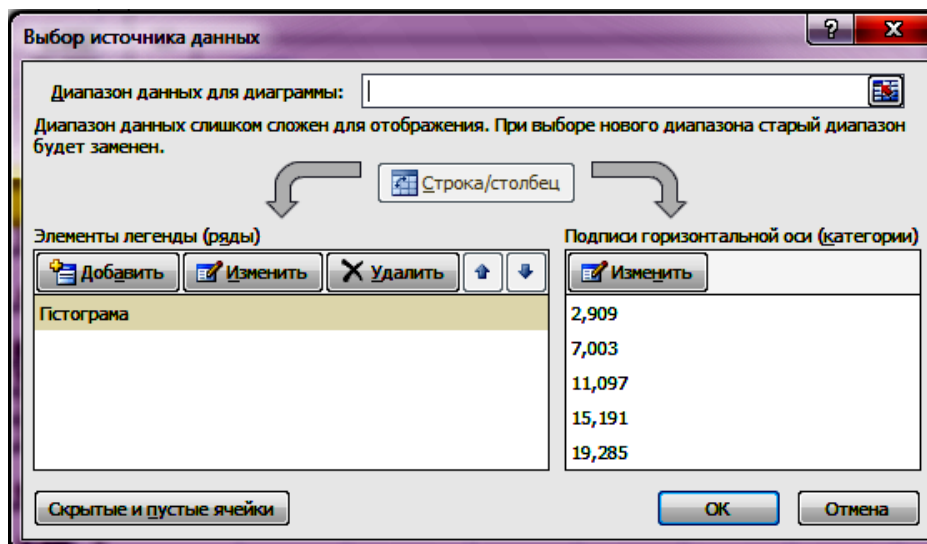 Выбор источника данных
?
X
Диапазон данных для диаграммы:
Диапазон данных слишком сложен для отображения. При выборе нового диапазона старый диапазон
будет заменен.
Строка/столбец
Элементы легенды (ряды)
Подписи горизонтальной оси (категории)
Добавить
Изменить
Удалить
Изменить
Гістограма
2,909
7,003
11,097
15,191
19,285
Скрытые и пустые ячейки
ОК
Отмена